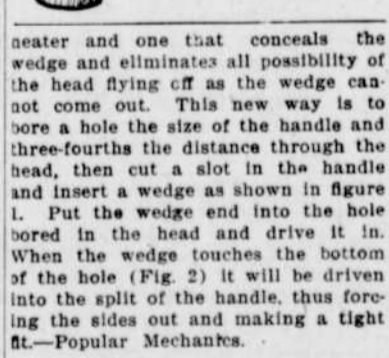 neater and one that conceals the
wedge and eliminates all possibility of
the head flying off as the wedge can-
not come out. This new way is to
bore a hole the size of the handle and
three-fourths the distance through the
head, then cut a slot in the handle
and insert a wedge as shown in figure
1. Put the wedge end into the hole
bored in the head and drive it in.
When the wedge touches the bottom
of the hole (Fig. 2) it will be driven
into the split of the handle, thus forc-
ing the sides out and making a tight
fit.—Popular Mechanics.